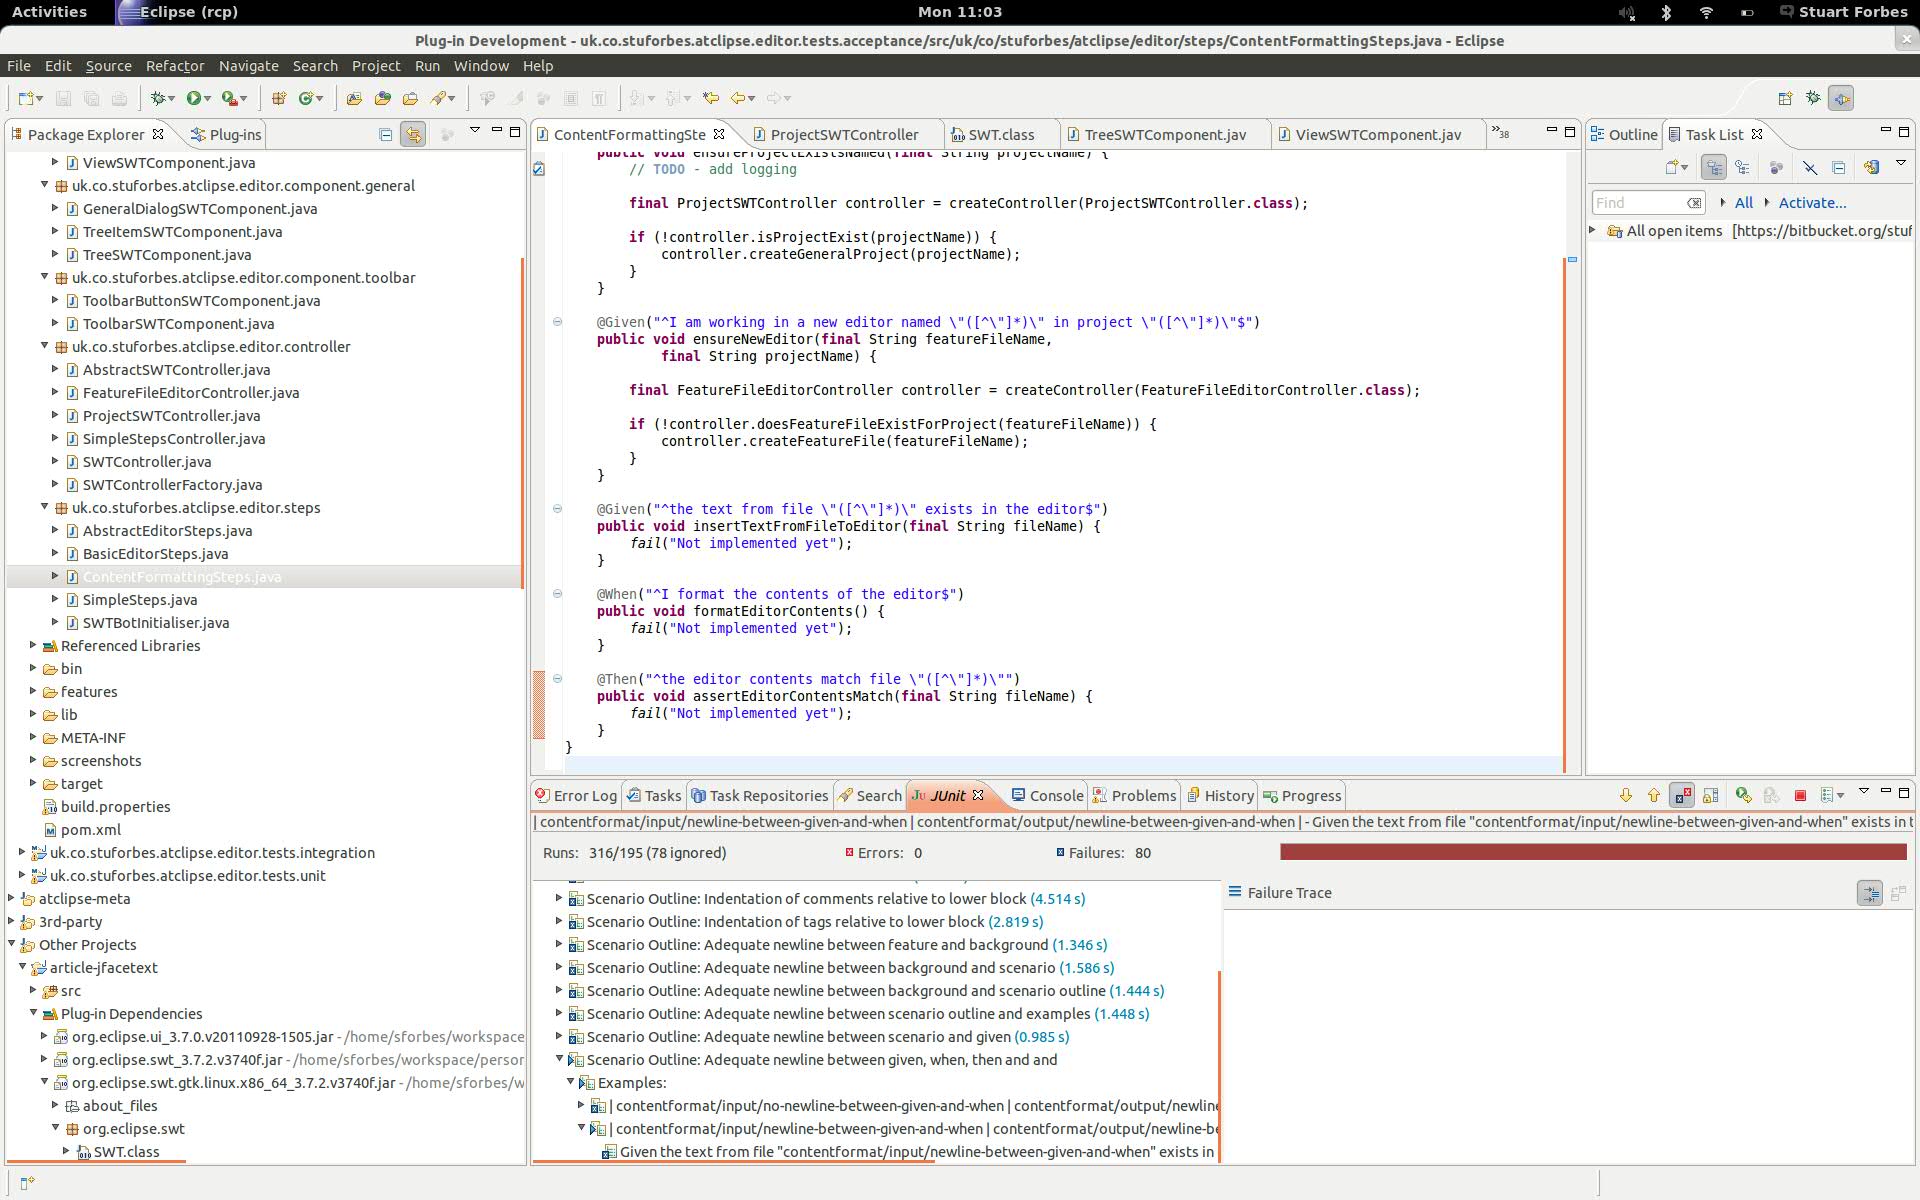 Activities Eclipse (rcp) Mon 11:03 Stuart Forbes
Plug-in Development - uk.co.stuforbes.atclipse.editor.tests.acceptance/src/uk/co/stuforbes/atclipse/editor/steps/ContentFormattingSteps.java - Eclipse
File Edit Source Refactor Navigate Search Project Run Window Help
Package Explorer Plug-ins
ViewSWTComponent.java
uk.co.stuforbes.atclipse.editor.component.general
GeneralDialogSWTComponent.java
TreeItemSWTComponent.java
TreeSWTComponent.java
uk.co.stuforbes.atclipse.editor.component.toolbar
ToolbarButtonSWTComponent.java
ToolbarSWTComponent.java
uk.co.stuforbes.atclipse.editor.controller
AbstractSWTController.java
FeatureFileEditorController.java
ProjectSWTController.java
SimpleStepsController.java
SWTController.java
SWTControllerFactory.java
uk.co.stuforbes.atclipse.editor.steps
AbstractEditorSteps.java
BasicEditorSteps.java
ContentFormattingSteps.java
SimpleSteps.java
SWTBotInitialiser.java
Referenced Libraries
bin
features
lib
META-INF
screenshots
target
build.properties
pom.xml
uk.co.stuforbes.atclipse.editor.tests.integration
uk.co.stuforbes.atclipse.editor.tests.unit
atclipse-meta
3rd-party
Other Projects
article-jfacetext
src
Plug-in Dependencies
org.eclipse.ui_3.7.0.v20110928-1505.jar - /home/sforbes/workspace
org.eclipse.swt_3.7.2.v3740f.jar - /home/sforbes/workspace/person
org.eclipse.swt.gtk.linux.x86_64_3.7.2.v3740f.jar - /home/sforbes/w
about_files
org.eclipse.swt
SWT.class
ContentFormattingSte ProjectSWTController SWT.class TreeSWTComponent.jav ViewSWTComponent.jav »38
public void ensureProjectExistsNamed(final String projectName) {
// TODO - add logging
final ProjectSWTController controller = createController(ProjectSWTController.class);
if (!controller.isProjectExist(projectName)) {
controller.createGeneralProject(projectName);
}
}
@Given("^I am working in a new editor named \"([^\"]*)\" in project \"([^\"]*)\"$")
public void ensureNewEditor(final String featureFileName,
final String projectName) {
final FeatureFileEditorController controller = createController(FeatureFileEditorController.class);
if (!controller.doesFeatureFileExistForProject(featureFileName)) {
controller.createFeatureFile(featureFileName);
}
}
@Given("^the text from file \"([^\"]*)\" exists in the editor$")
public void insertTextFromFileToEditor(final String fileName) {
fail("Not implemented yet");
}
@When("^I format the contents of the editor$")
public void formatEditorContents() {
fail("Not implemented yet");
}
@Then("^the editor contents match file \"([^\"]*)\"")
public void assertEditorContentsMatch(final String fileName) {
fail("Not implemented yet");
}
}
Outline Task List
Find All Activate...
All open items [https://bitbucket.org/stuf
Error Log Tasks Task Repositories Search JUnit Console Problems History Progress
| contentformat/input/newline-between-given-and-when | contentformat/output/newline-between-given-and-when | - Given the text from file "contentformat/input/newline-between-given-and-when" exists in t
Runs: 316/195 (78 ignored) Errors: 0 Failures: 80
Scenario Outline: Indentation of comments relative to lower block (4.514 s)
Scenario Outline: Indentation of tags relative to lower block (2.819 s)
Scenario Outline: Adequate newline between feature and background (1.346 s)
Scenario Outline: Adequate newline between background and scenario (1.586 s)
Scenario Outline: Adequate newline between background and scenario outline (1.444 s)
Scenario Outline: Adequate newline between scenario outline and examples (1.448 s)
Scenario Outline: Adequate newline between scenario and given (0.985 s)
Scenario Outline: Adequate newline between given, when, then and and
Examples:
| contentformat/input/no-newline-between-given-and-when | contentformat/output/newline
| contentformat/input/newline-between-given-and-when | contentformat/output/newline-be
Given the text from file "contentformat/input/newline-between-given-and-when" exists in
Failure Trace